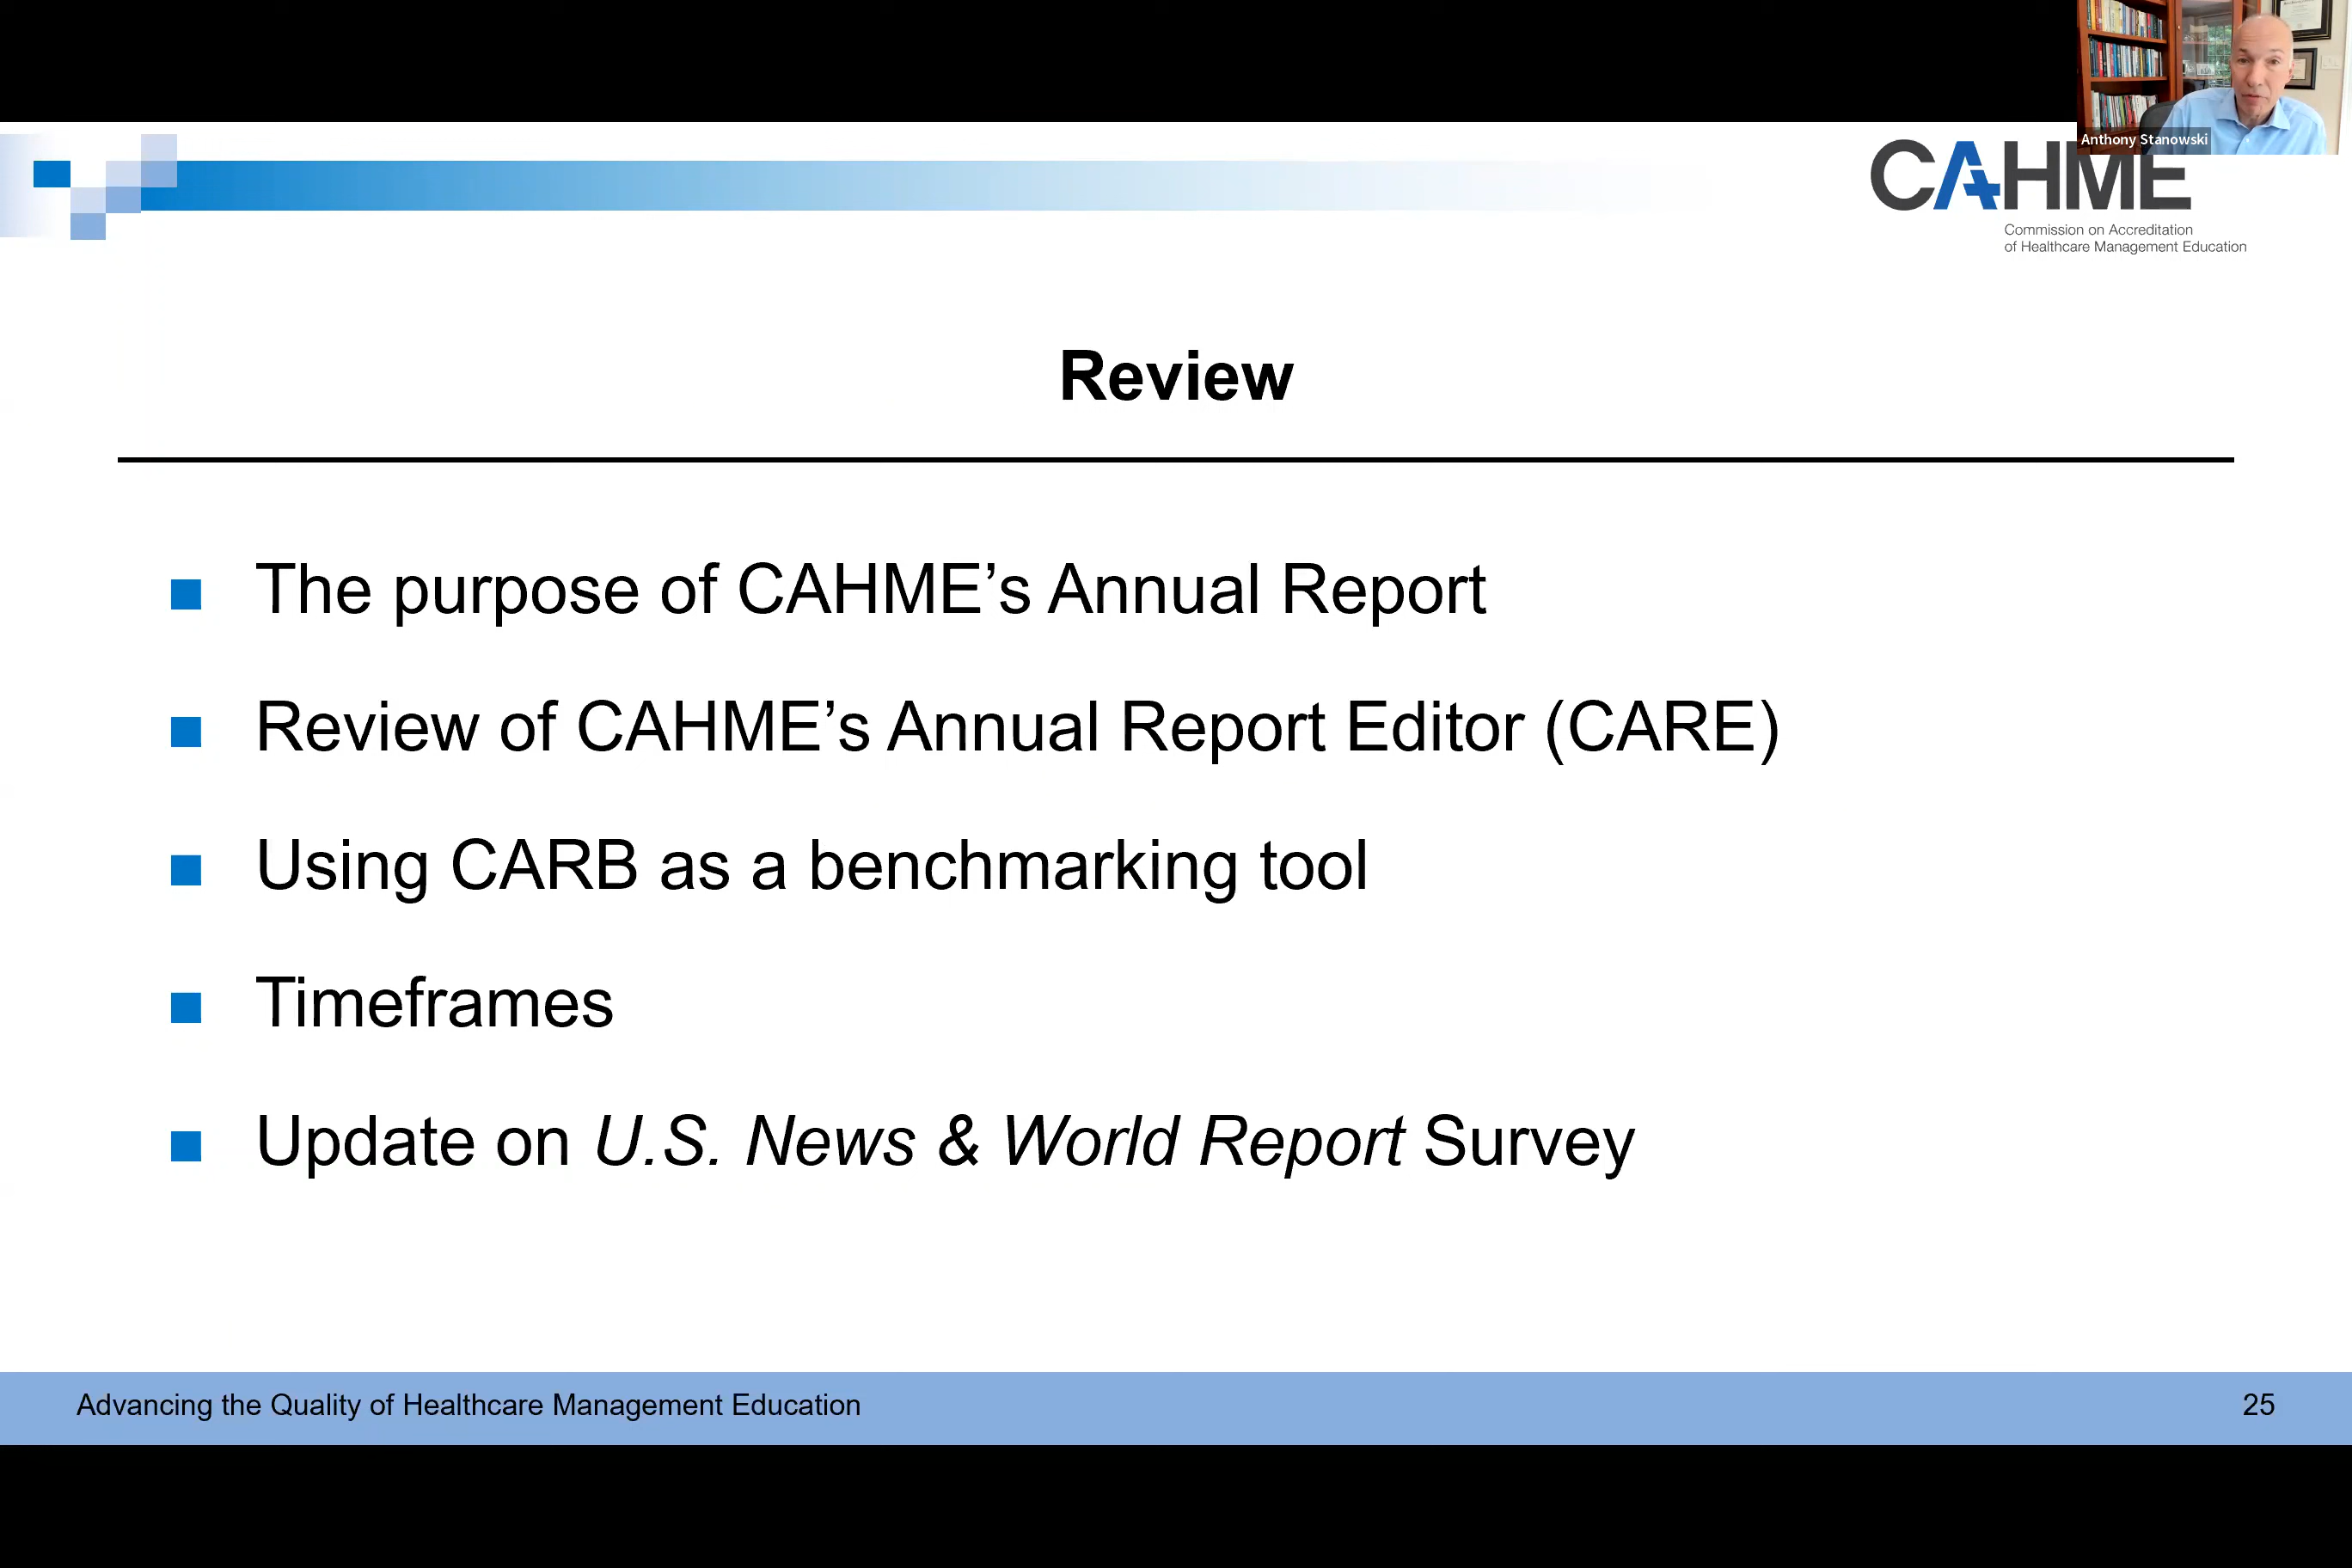 Anthony Stanowski
CAHME
Commission on Accreditation
of Healthcare Management Education
Review
The purpose of CAHME’s Annual Report
Review of CAHME’s Annual Report Editor (CARE)
Using CARB as a benchmarking tool
Timeframes
Update on U.S. News & World Report Survey
Advancing the Quality of Healthcare Management Education
25